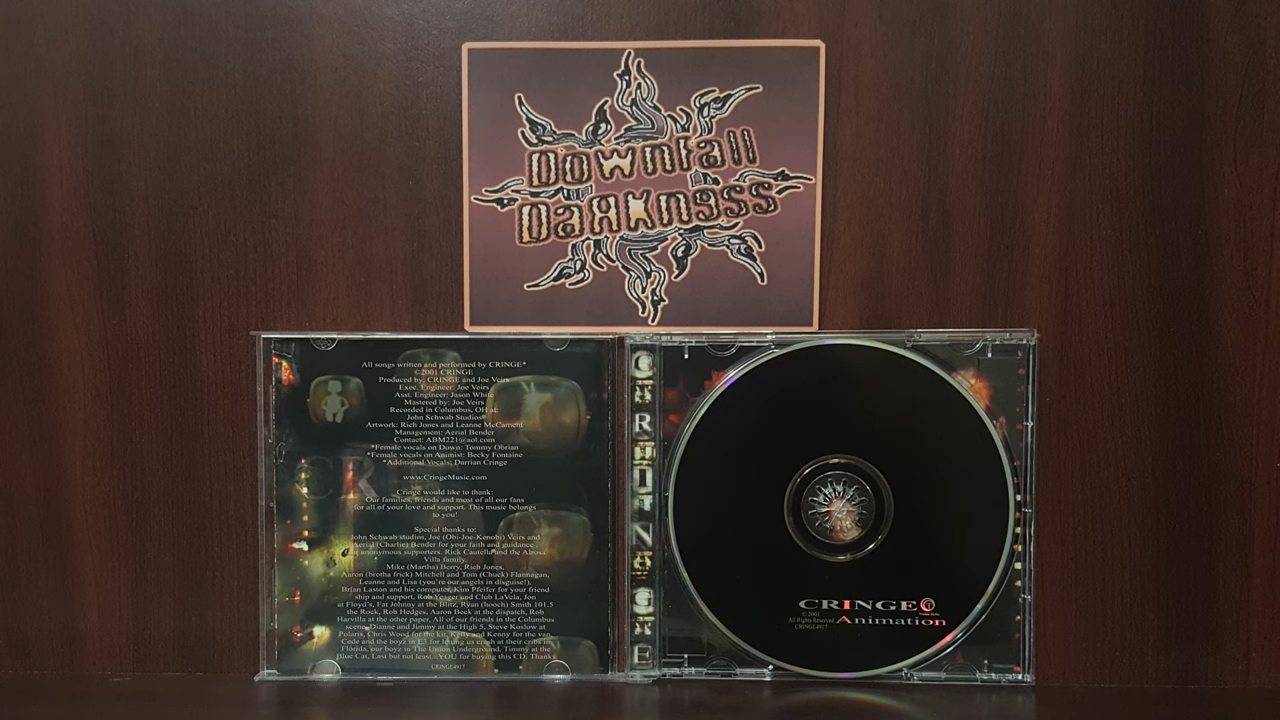 Downfall
Darkness
All songs written and performed by CRINGE*
©2001 CRINGE
Produced by: CRINGE and Joe Veirs
Exec. Engineer: Joe Veirs
Asst. Engineer: Jason White
Mastered by: Joe Veirs
Recorded in Columbus, OH at:
John Schwab Studios*
Artwork: Rich Jones and Leanne McCament
Management: Aerial Bender
Contact: ABM221@aol.com
*Female vocals on Down: Tommy Obrian
*Female vocals on Animist: Becky Fontaine
*Additional Vocals: Darrian Cringe
www.CringeMusic.com
Cringe would like to thank:
Our families, friends and most of all our fans
for all of your love and support. This music belongs
to you!
Special thanks to:
John Schwab studios, Joe (Obi-Joe-Kenobi) Veirs and
Aerial (Charlie) Bender for your faith and guidance.
The anonymous supporters. Rick Cautella and the Alrosa
Villa family,
Mike (Martha) Berry, Rich Jones,
Aaron (brotha frick) Mitchell and Tom (Chuck) Flannagan,
Leanne and Lisa (you're our angels in disguise!),
Brian Laston and his computer, Kim Pfeifer for your friend
ship and support, Rob Yeager and Club LaVela, Jon
at Floyd's, Fat Johnny at the Blitz, Ryan (hooch) Smith 101.5
the Rock, Rob Hedges, Aaron Beck at the dispatch, Rob
Harvilla at the other paper, All of our friends in the Columbus
scene, Dianne and Jimmy at the High 5, Steve Koslow at
Polaris, Chris Wood for the kit, Kelly and Kenny for the van,
Code and the boyz in E3 for letting us crash at their cribs in
Florida, our boyz in The Union Underground, Timmy at the
Blue Cat, Last but not least...YOU for buying this CD. Thanks
CRINGE4917
CR
CRINGE
CRINGE
© 2001
All Rights Reserved
CRINGE4917
Animation